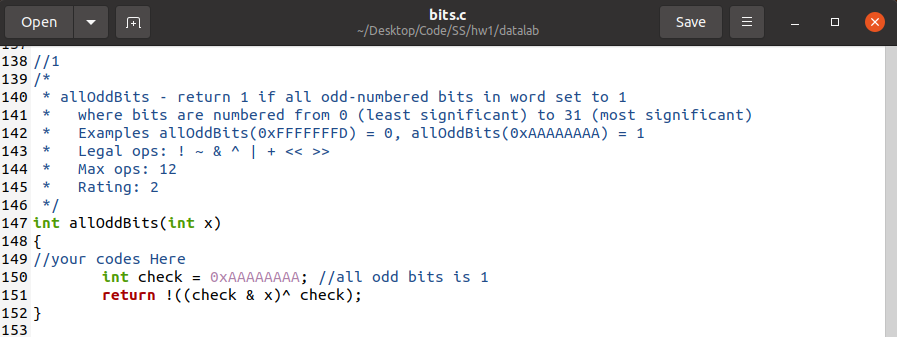 Open
bits.c
~/Desktop/Code/SS/hw1/datalab
Save
138 //1
139 /*
140  * allOddBits - return 1 if all odd-numbered bits in word set to 1
141  *   where bits are numbered from 0 (least significant) to 31 (most significant)
142  *   Examples allOddBits(0xFFFFFFFD) = 0, allOddBits(0xAAAAAAAA) = 1
143  *   Legal ops: ! ~ & ^ | + << >>
144  *   Max ops: 12
145  *   Rating: 2
146  */
147 int allOddBits(int x)
148 {
149 //your codes Here
150         int check = 0xAAAAAAAA; //all odd bits is 1
151         return !((check & x)^ check);
152 }
153